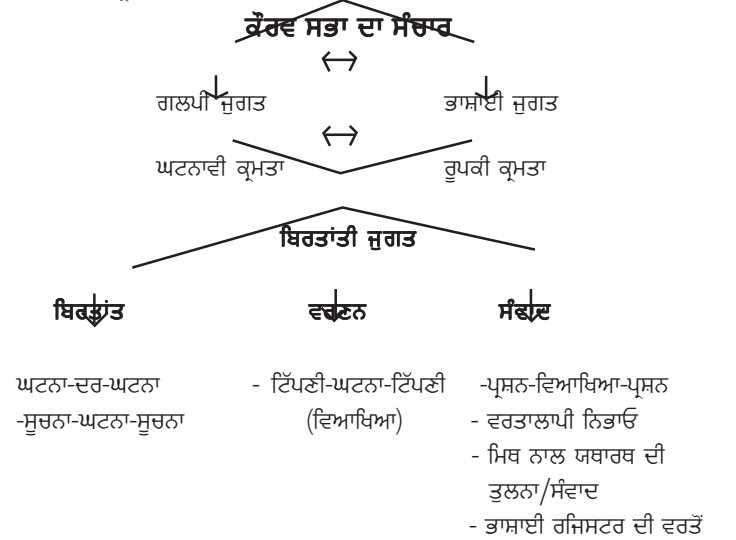 ਕੌਰਵ ਸਭਾ ਦਾ ਸੰਚਾਰ
ਗਲਪੀ ਜੁਗਤ ਭਾਸ਼ਾਈ ਜੁਗਤ
ਘਟਨਾਵੀ ਕ੍ਰਮਤਾ ਰੂਪਕੀ ਕ੍ਰਮਤਾ
ਬਿਰਤਾਂਤੀ ਜੁਗਤ
ਬਿਰਤਾਂਤ ਵਰਣਨ ਸੰਵਾਦ
ਘਟਨਾ-ਦਰ-ਘਟਨਾ - ਟਿੱਪਣੀ-ਘਟਨਾ-ਟਿੱਪਣੀ -ਪ੍ਰਸ਼ਨ-ਵਿਆਖਿਆ-ਪ੍ਰਸ਼ਨ
-ਸੂਚਨਾ-ਘਟਨਾ-ਸੂਚਨਾ (ਵਿਆਖਿਆ) - ਵਰਤਾਲਾਪੀ ਨਿਭਾਓ
- ਮਿਥ ਨਾਲ ਯਥਾਰਥ ਦੀ
ਤੁਲਨਾ/ਸੰਵਾਦ
- ਭਾਸ਼ਾਈ ਰਜਿਸਟਰ ਦੀ ਵਰਤੋਂ